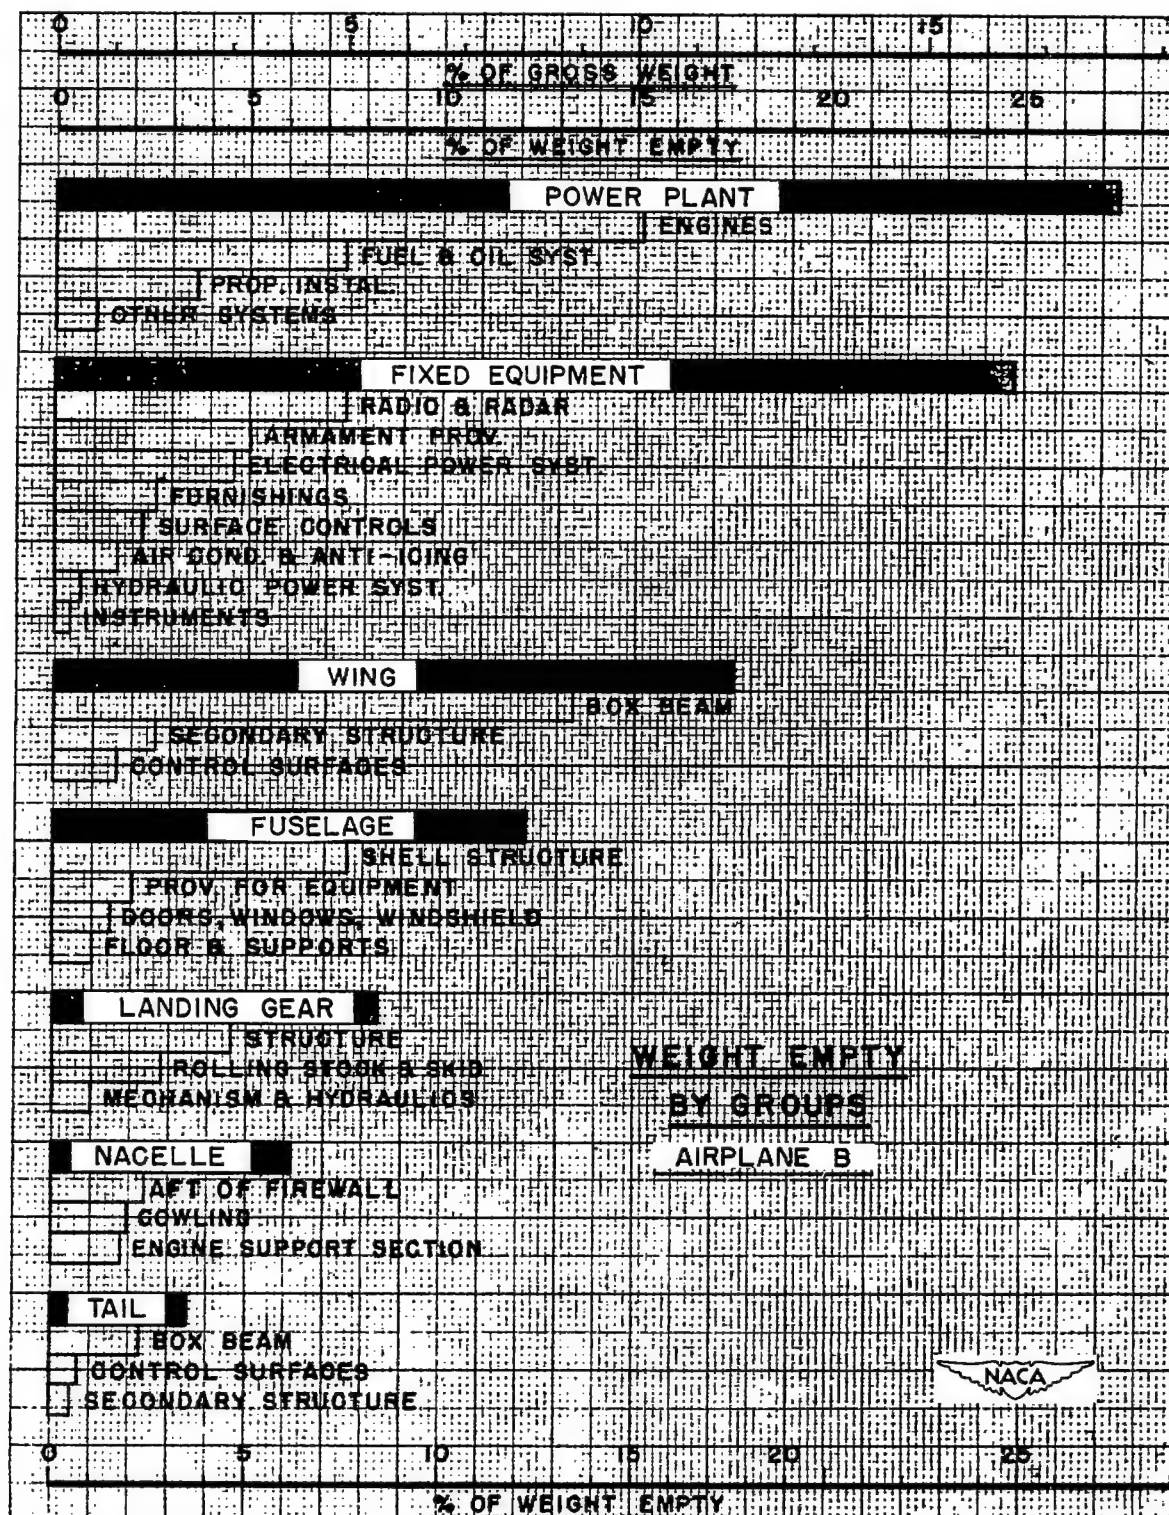 0 5 10 15
% OF GROSS WEIGHT
0 5 10 15 20 25
% OF WEIGHT EMPTY
POWER PLANT
ENGINES
FUEL & OIL SYST.
PROP. INSTAL.
OTHER SYSTEMS
FIXED EQUIPMENT
RADIO & RADAR
ARMAMENT PROV.
ELECTRICAL POWER SYST.
FURNISHINGS
SURFACE CONTROLS
AIR COND. & ANTI-ICING
HYDRAULIC POWER SYST.
INSTRUMENTS
WING
BOX BEAM
SECONDARY STRUCTURE
CONTROL SURFACES
FUSELAGE
SHELL STRUCTURE
PROV. FOR EQUIPMENT
DOORS, WINDOWS, WINDSHIELD
FLOOR & SUPPORTS
LANDING GEAR
STRUCTURE
ROLLING STOCK & SKID
MECHANISM & HYDRAULICS
WEIGHT EMPTY
BY GROUPS
AIRPLANE B
NACELLE
AFT OF FIREWALL
COWLING
ENGINE SUPPORT SECTION
TAIL
BOX BEAM
CONTROL SURFACES
SECONDARY STRUCTURE
NACA
0 5 10 15 20 25
% OF WEIGHT EMPTY